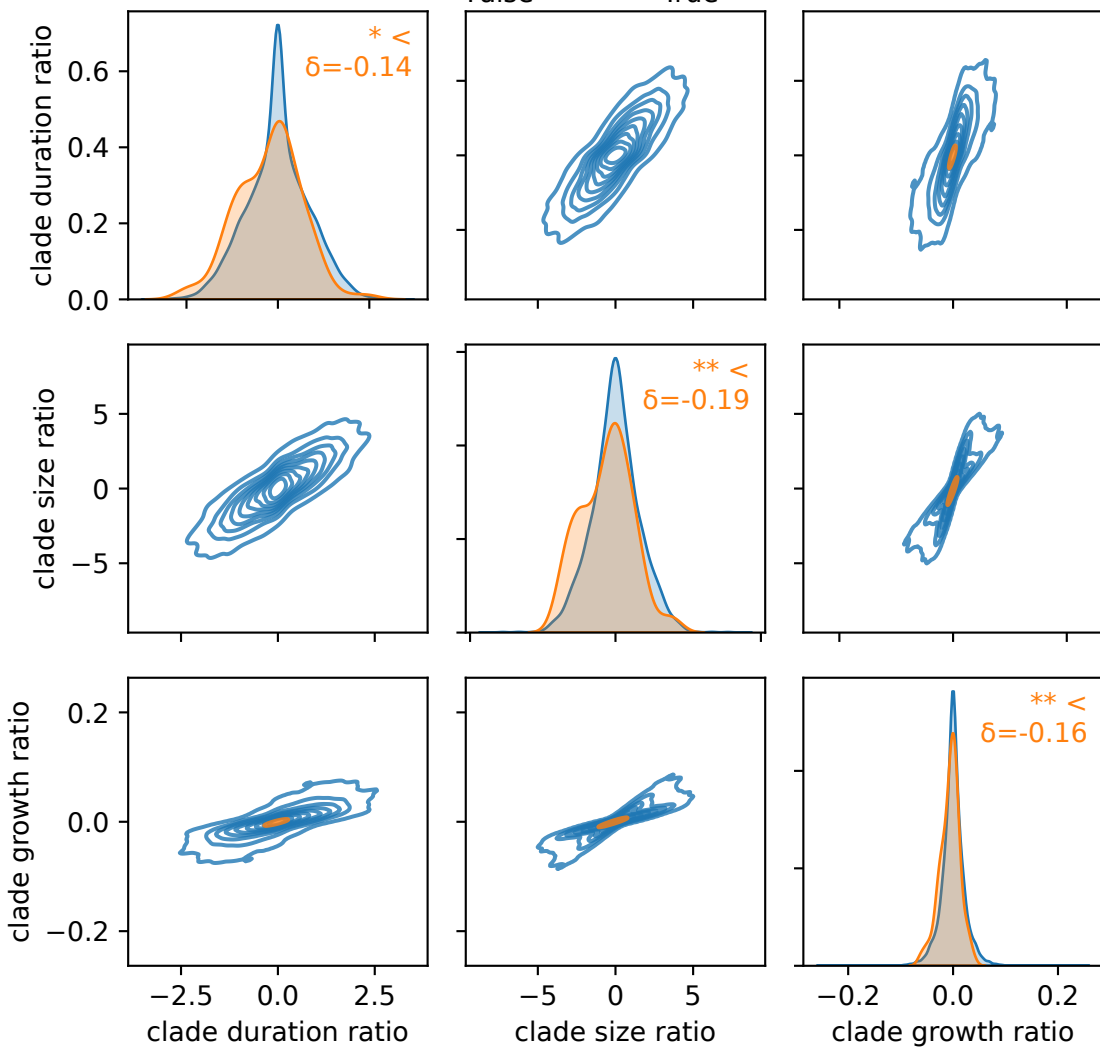 clade duration ratio
0.6
0.4
0.2
0.0
* <
δ=-0.14
clade size ratio
5
0
−5
** <
δ=-0.19
clade growth ratio
0.2
0.0
−0.2
** <
δ=-0.16
−2.5 0.0 2.5
−5 0 5
−0.2 0.0 0.2
clade duration ratio
clade size ratio
clade growth ratio